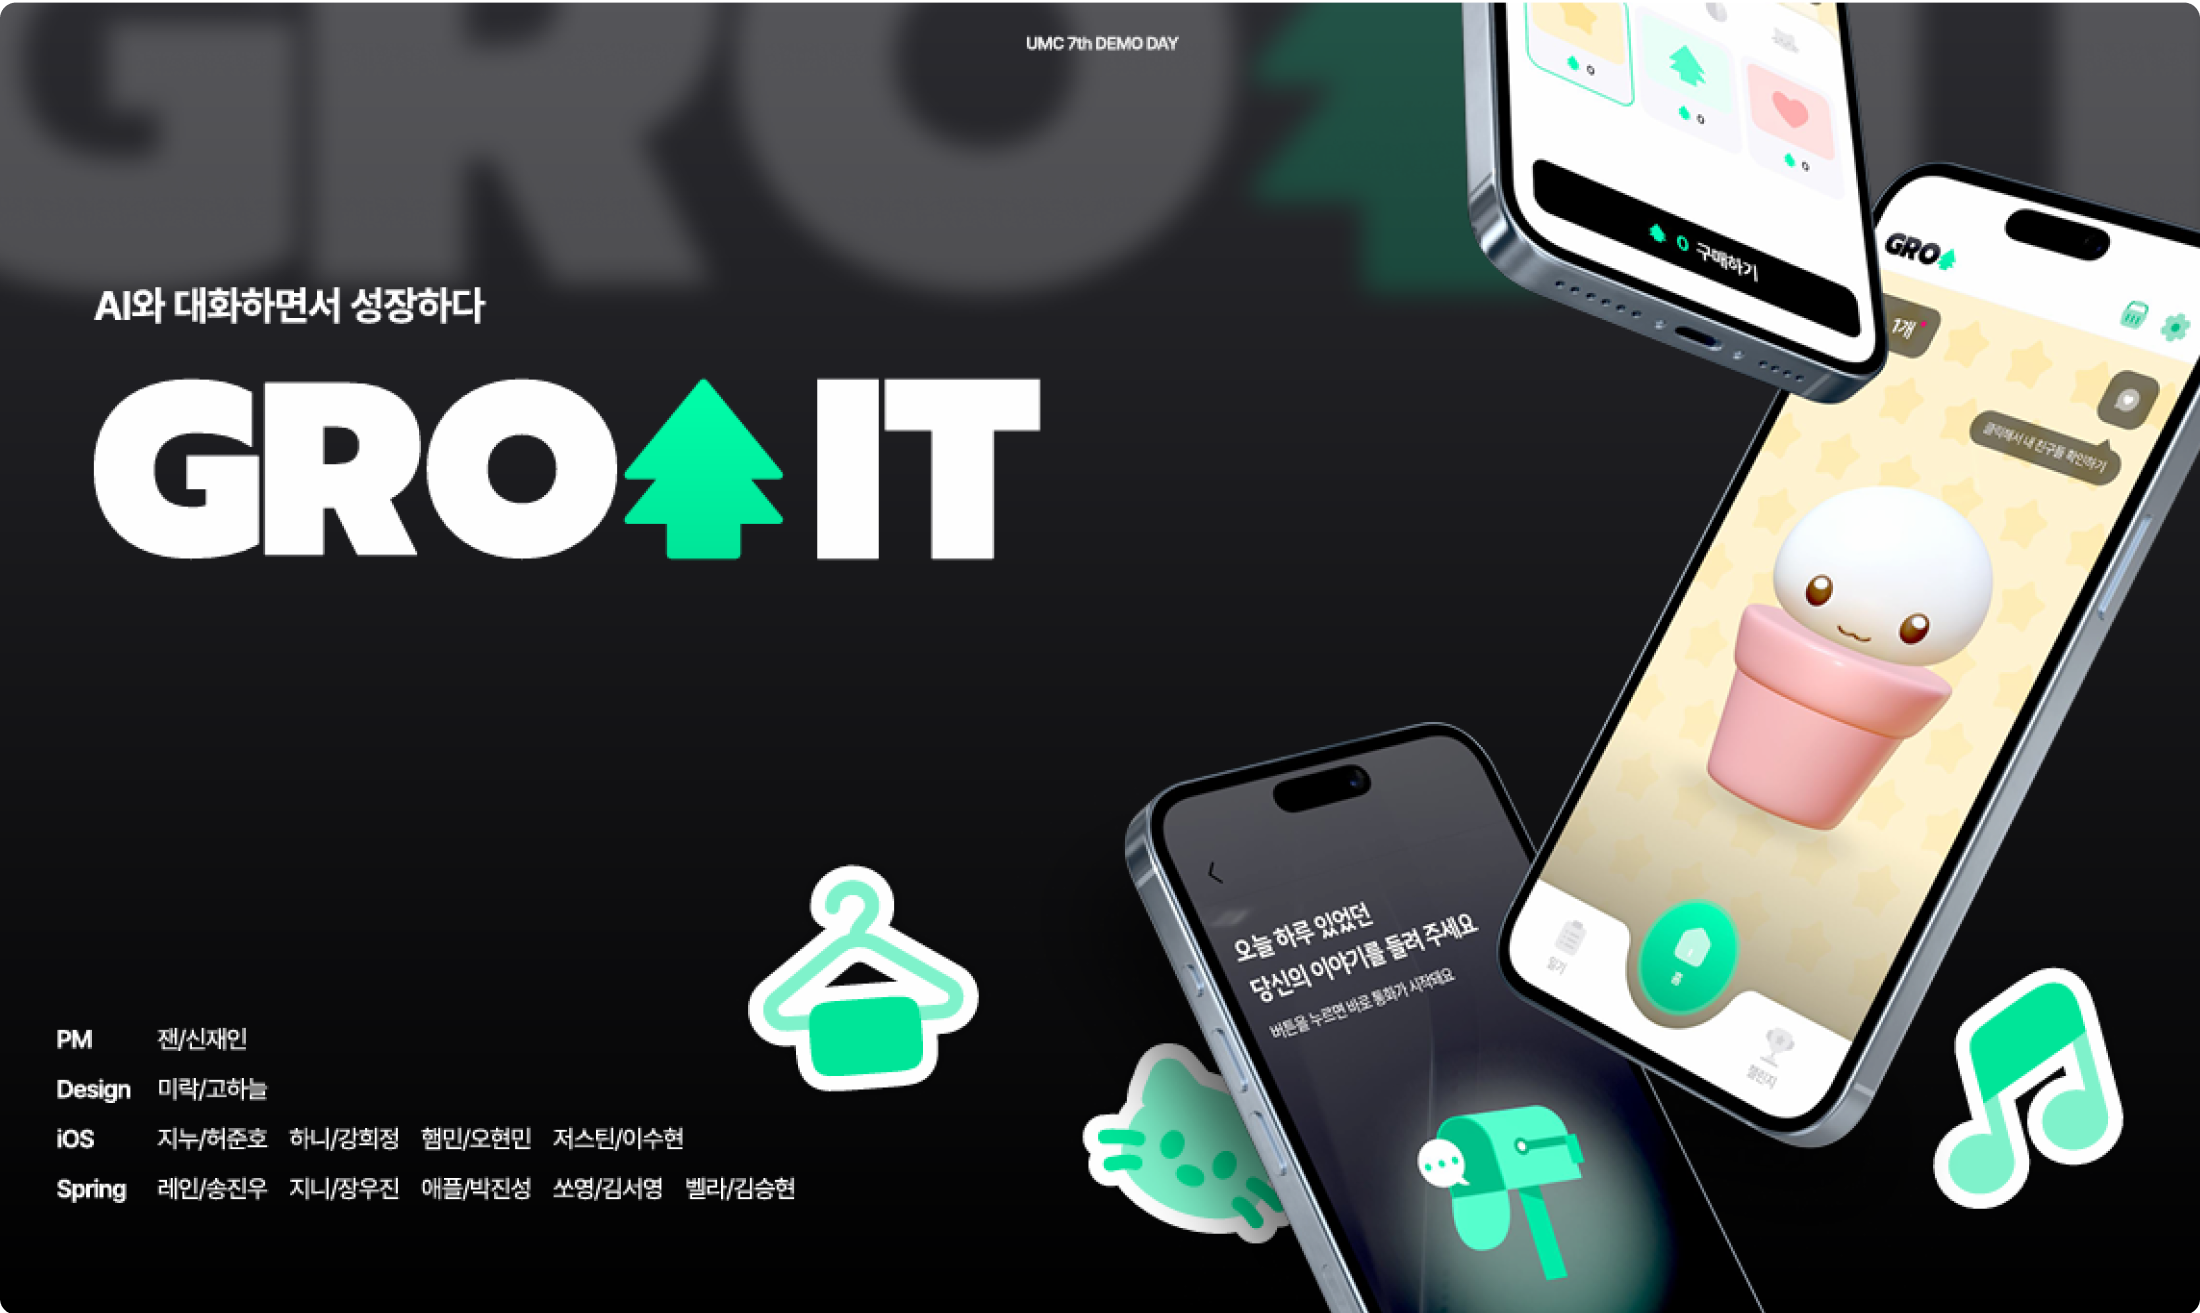 UMC 7th DEMO DAY
AI와 대화하면서 성장하다
GRO IT
PM 잰/신재인
Design 미락/고하늘
iOS 지누/허준호 하니/강희정 햄민/오현민 저스틴/이수현
Spring 레인/송진우 지니/장우진 애플/박진성 쏘영/김서영 벨라/김승현
0
0
0
0 구매하기
GRO
1개
클릭해서 내 친구들 확인하기
일기
홈
챌린지
오늘 하루 있었던
당신의 이야기를 들려 주세요
버튼을 누르면 바로 통화가 시작돼요